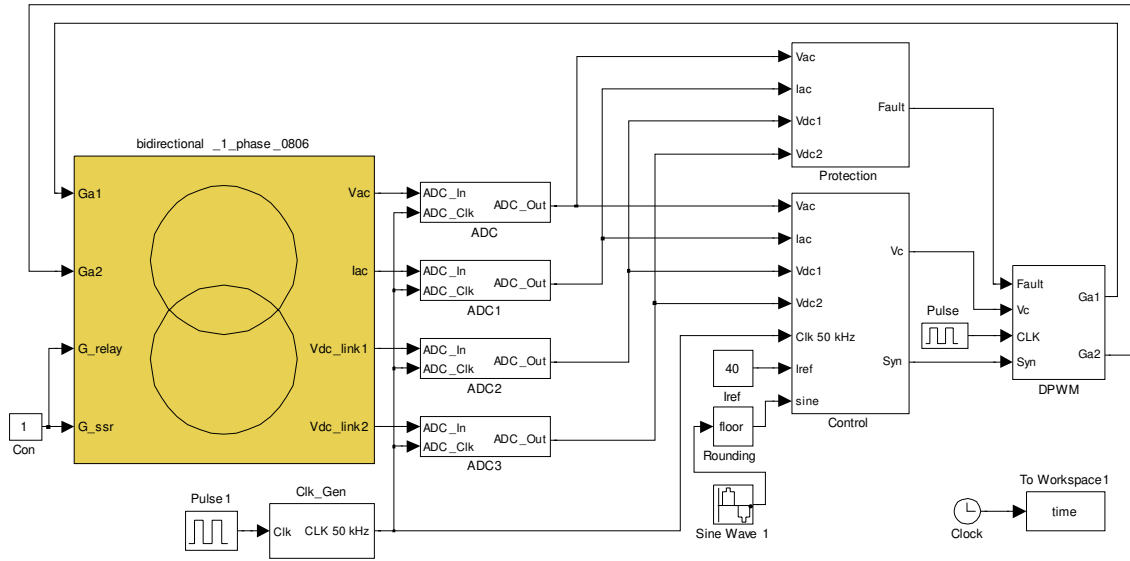 bidirectional _1_phase _0806
Ga1
Ga2
G_relay
G_ssr
Vac
Iac
Vdc_link1
Vdc_link2
1
Con
ADC_In
ADC_Clk
ADC_Out
ADC
ADC_In
ADC_Clk
ADC_Out
ADC1
ADC_In
ADC_Clk
ADC_Out
ADC2
ADC_In
ADC_Clk
ADC_Out
ADC3
Pulse1
Clk_Gen
Clk
CLK 50 kHz
Vac
Iac
Vdc1
Vdc2
Fault
Protection
Vac
Iac
Vdc1
Vdc2
Clk 50 kHz
Iref
sine
Vc
Syn
Control
40
Iref
floor
Rounding
Sine Wave 1
Pulse
Fault
Vc
CLK
Syn
Ga1
Ga2
DPWM
Clock
To Workspace1
time